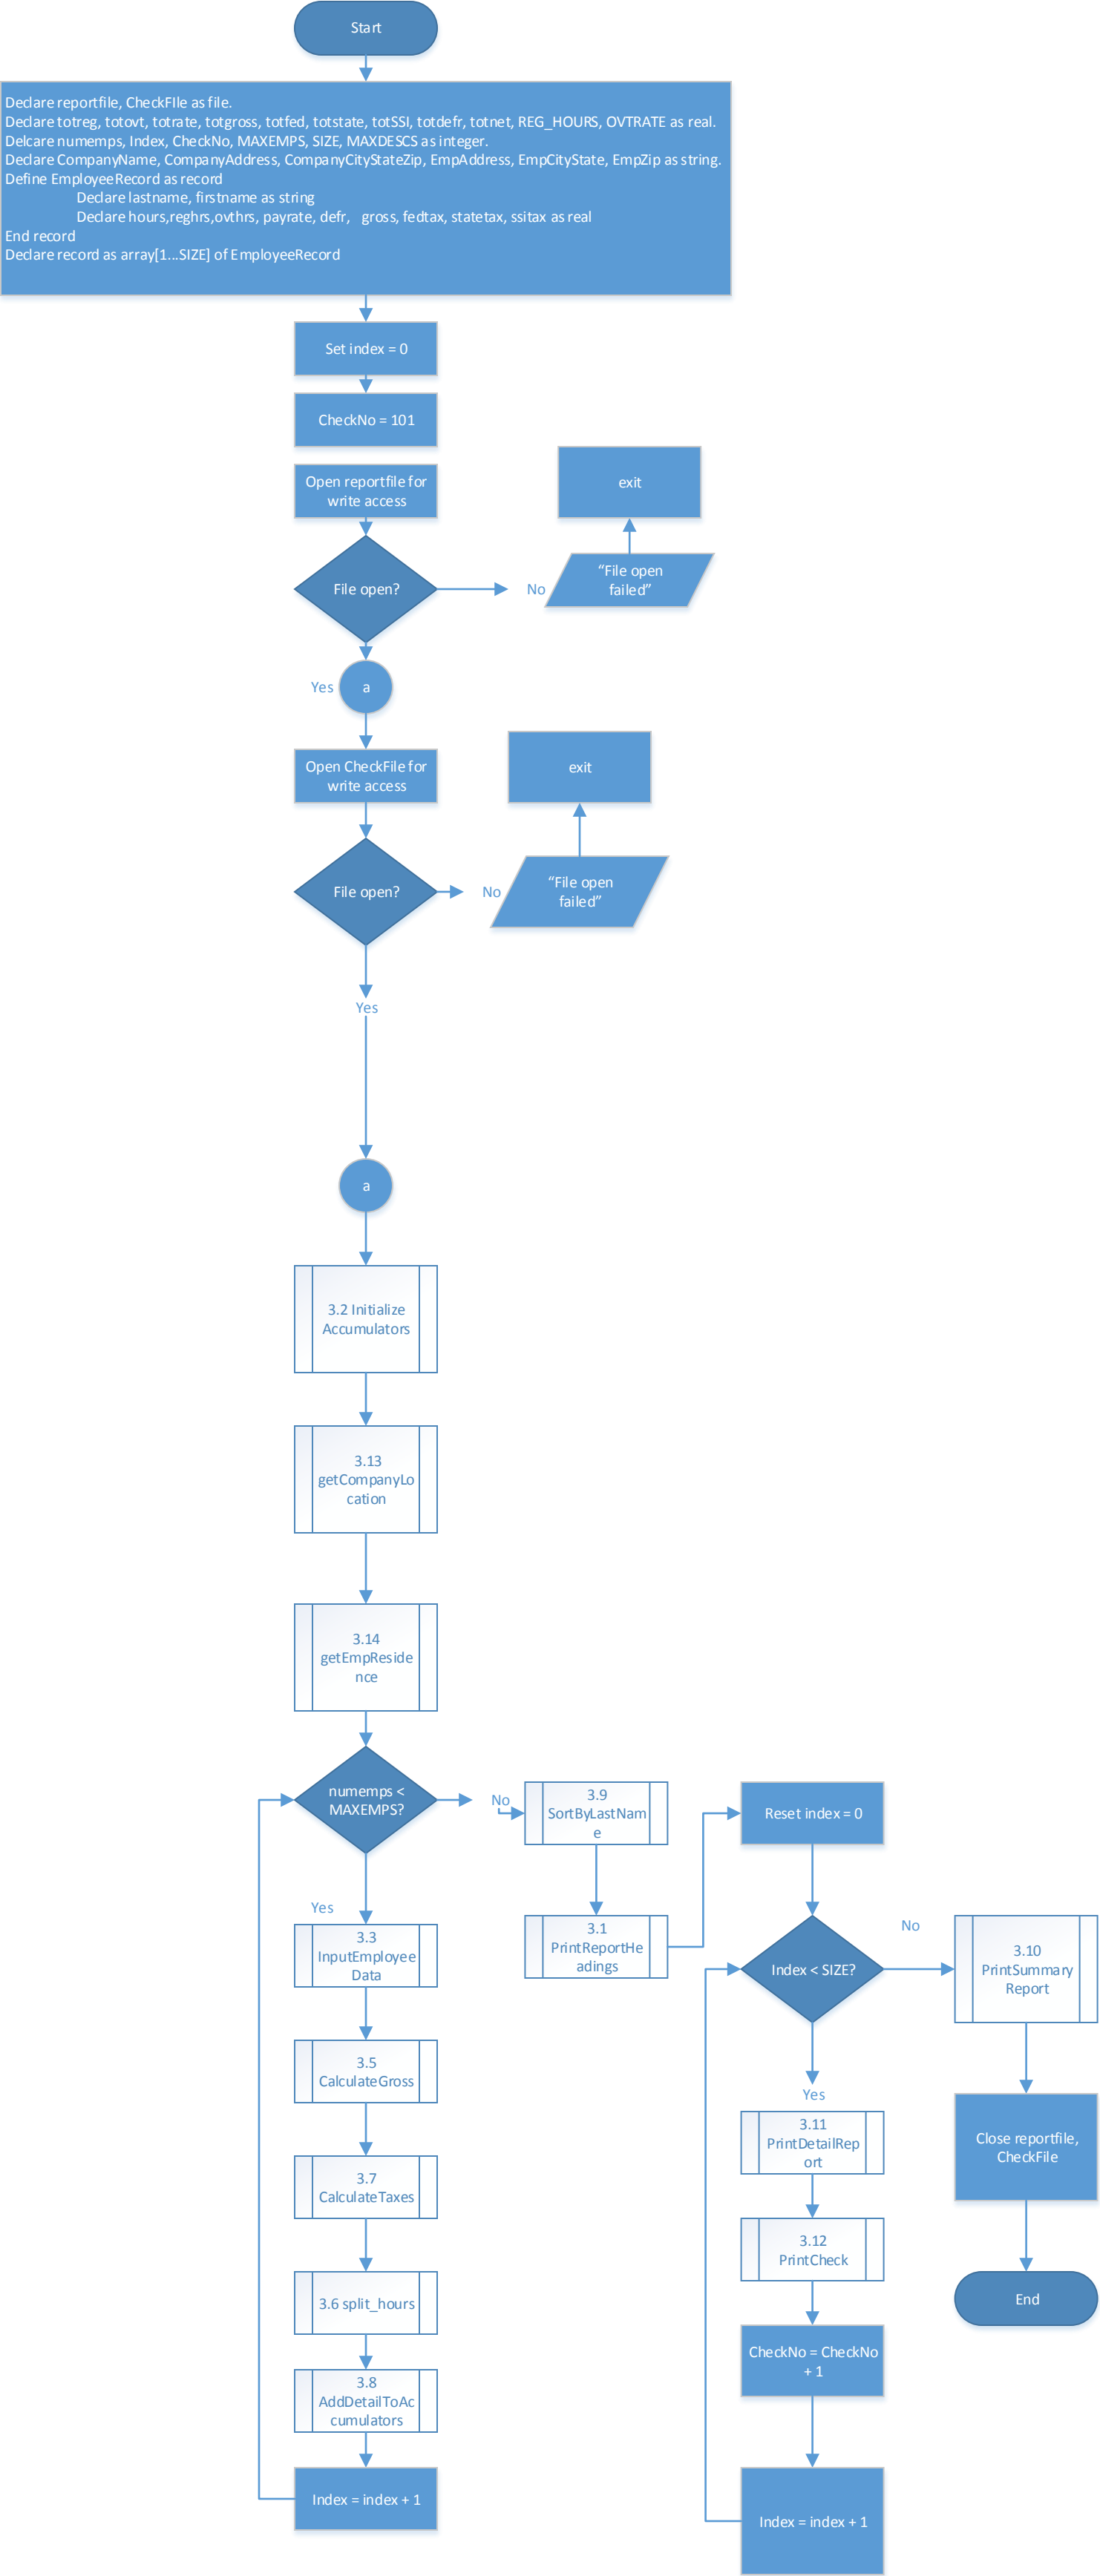 Start
Declare reportfile, CheckFIle as file.
Declare totreg, totovt, totrate, totgross, totfed, totstate, totSSI, totdefr, totnet, REG_HOURS, OVTRATE as real.
Delcare numemps, Index, CheckNo, MAXEMPS, SIZE, MAXDESCS as integer.
Declare CompanyName, CompanyAddress, CompanyCityStateZip, EmpAddress, EmpCityState, EmpZip as string.
Define EmployeeRecord as record
Declare lastname, firstname as string
Declare hours,reghrs,ovthrs, payrate, defr, gross, fedtax, statetax, ssitax as real
End record
Declare record as array[1...SIZE] of EmployeeRecord
Set index = 0
CheckNo = 101
Open reportfile for
write access
exit
File open?
No
“File open
failed”
Yes
a
Open CheckFile for
write access
exit
File open?
No
“File open
failed”
Yes
a
3.2 Initialize
Accumulators
3.13
getCompanyLo
cation
3.14
getEmpReside
nce
numemps <
MAXEMPS?
No
3.9
SortByLastNam
e
Reset index = 0
Yes
3.3
InputEmployee
Data
3.1
PrintReportHe
adings
Index < SIZE?
No
3.10
PrintSummary
Report
3.5
CalculateGross
Yes
3.11
PrintDetailRep
ort
Close reportfile,
CheckFile
3.7
CalculateTaxes
3.12
PrintCheck
3.6 split_hours
End
3.8
AddDetailToAc
cumulators
CheckNo = CheckNo
+ 1
Index = index + 1
Index = index + 1